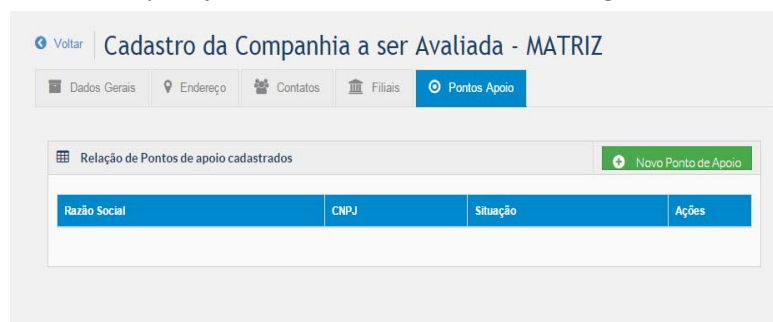 Voltar
Cadastro da Companhia a ser Avaliada - MATRIZ
Dados Gerais
Endereço
Contatos
Filiais
Pontos Apoio
Relação de Pontos de apoio cadastrados
Novo Ponto de Apoio
Razão Social
CNPJ
Situação
Ações